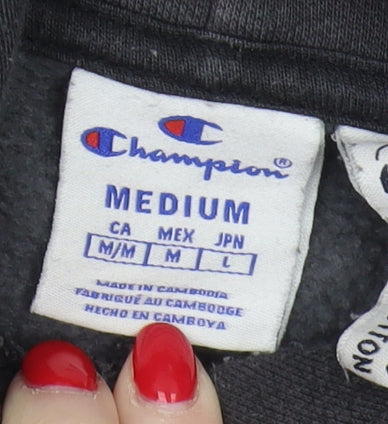 Champion®
MEDIUM
CA MEX JPN
M/M M L
MADE IN CAMBODIA
FABRIQUÉ AU CAMBODGE
HECHO EN CAMBOYA